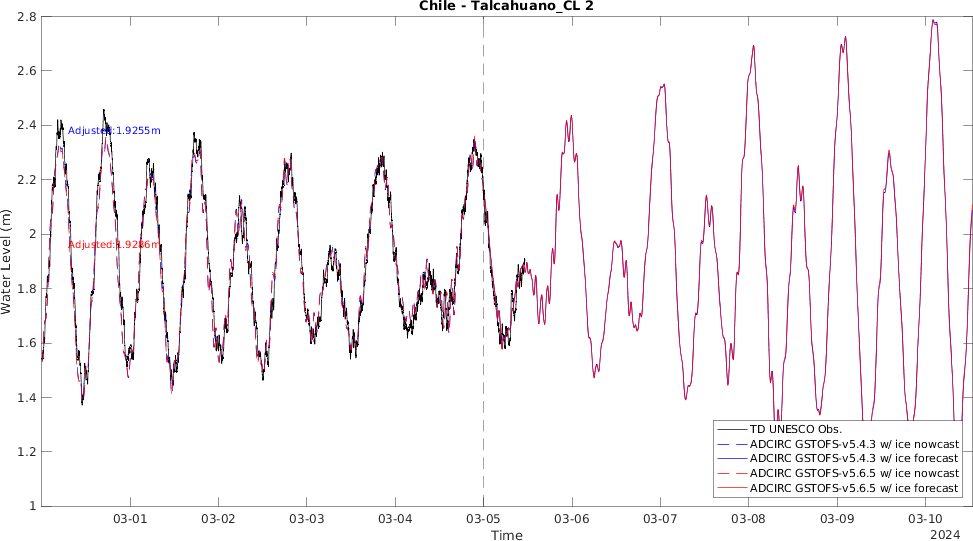 Chile - Talcahuano_CL 2
2.8
2.6
2.4
2.2
2
1.8
1.6
1.4
1.2
1
Water Level (m)
Adjusted:1.9255m
Adjusted:1.9286m
TD UNESCO Obs.
ADCIRC GSTOFS-v5.4.3 w/ ice nowcast
ADCIRC GSTOFS-v5.4.3 w/ ice forecast
ADCIRC GSTOFS-v5.6.5 w/ ice nowcast
ADCIRC GSTOFS-v5.6.5 w/ ice forecast
03-01 03-02 03-03 03-04 03-05 03-06 03-07 03-08 03-09 03-10
Time
2024